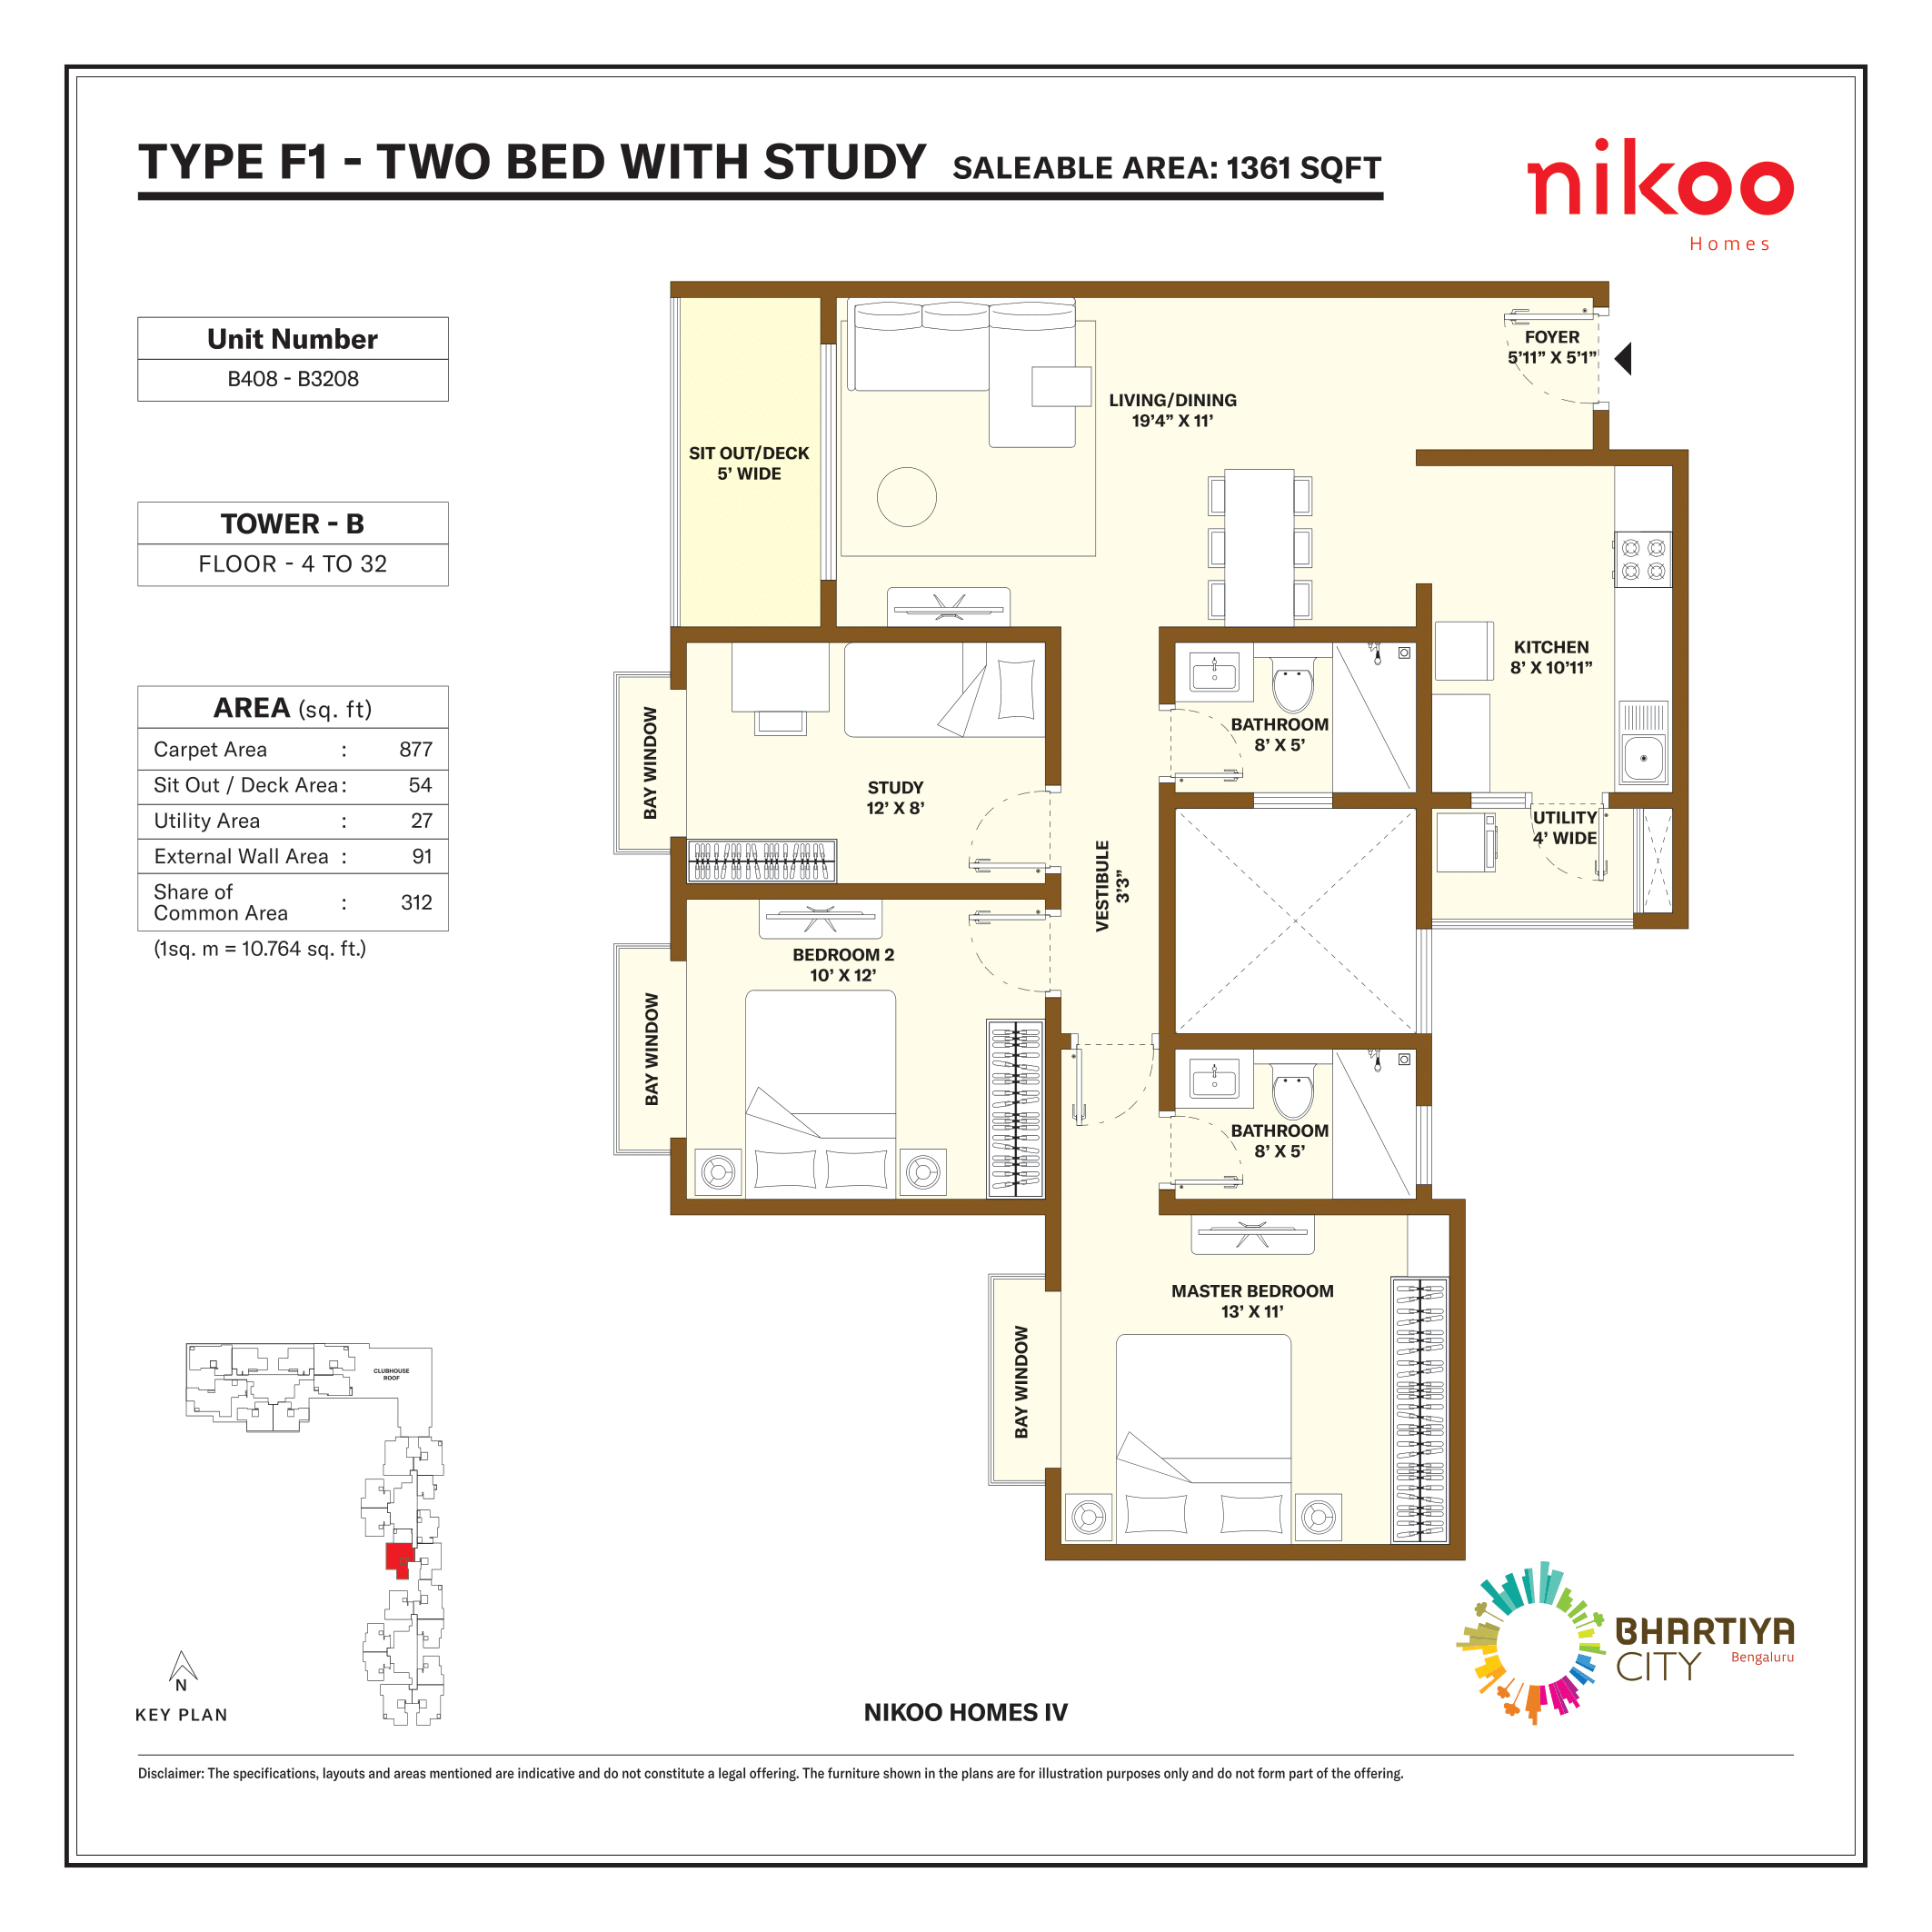 TYPE F1 - TWO BED WITH STUDY SALEABLE AREA: 1361 SQFT
nikoo
Homes
Unit Number
B408 - B3208
TOWER - B
FLOOR - 4 TO 32
AREA (sq. ft)
Carpet Area : 877
Sit Out / Deck Area : 54
Utility Area : 27
External Wall Area : 91
Share of
Common Area : 312
(1sq. m = 10.764 sq. ft.)
FOYER
5'11” X 5'1”
LIVING/DINING
19'4” X 11’
SIT OUT/DECK
5’ WIDE
KITCHEN
8’ X 10’11”
BATHROOM
8’ X 5’
BAY WINDOW
STUDY
12’ X 8’
UTILITY
4’ WIDE
VESTIBULE
3’3”
BEDROOM 2
10’ X 12’
BAY WINDOW
BATHROOM
8’ X 5’
MASTER BEDROOM
13’ X 11’
BAY WINDOW
CLUBHOUSE
ROOF
N
KEY PLAN
NIKOO HOMES IV
BHARTIYA
CITY Bengaluru
Disclaimer: The specifications, layouts and areas mentioned are indicative and do not constitute a legal offering. The furniture shown in the plans are for illustration purposes only and do not form part of the offering.